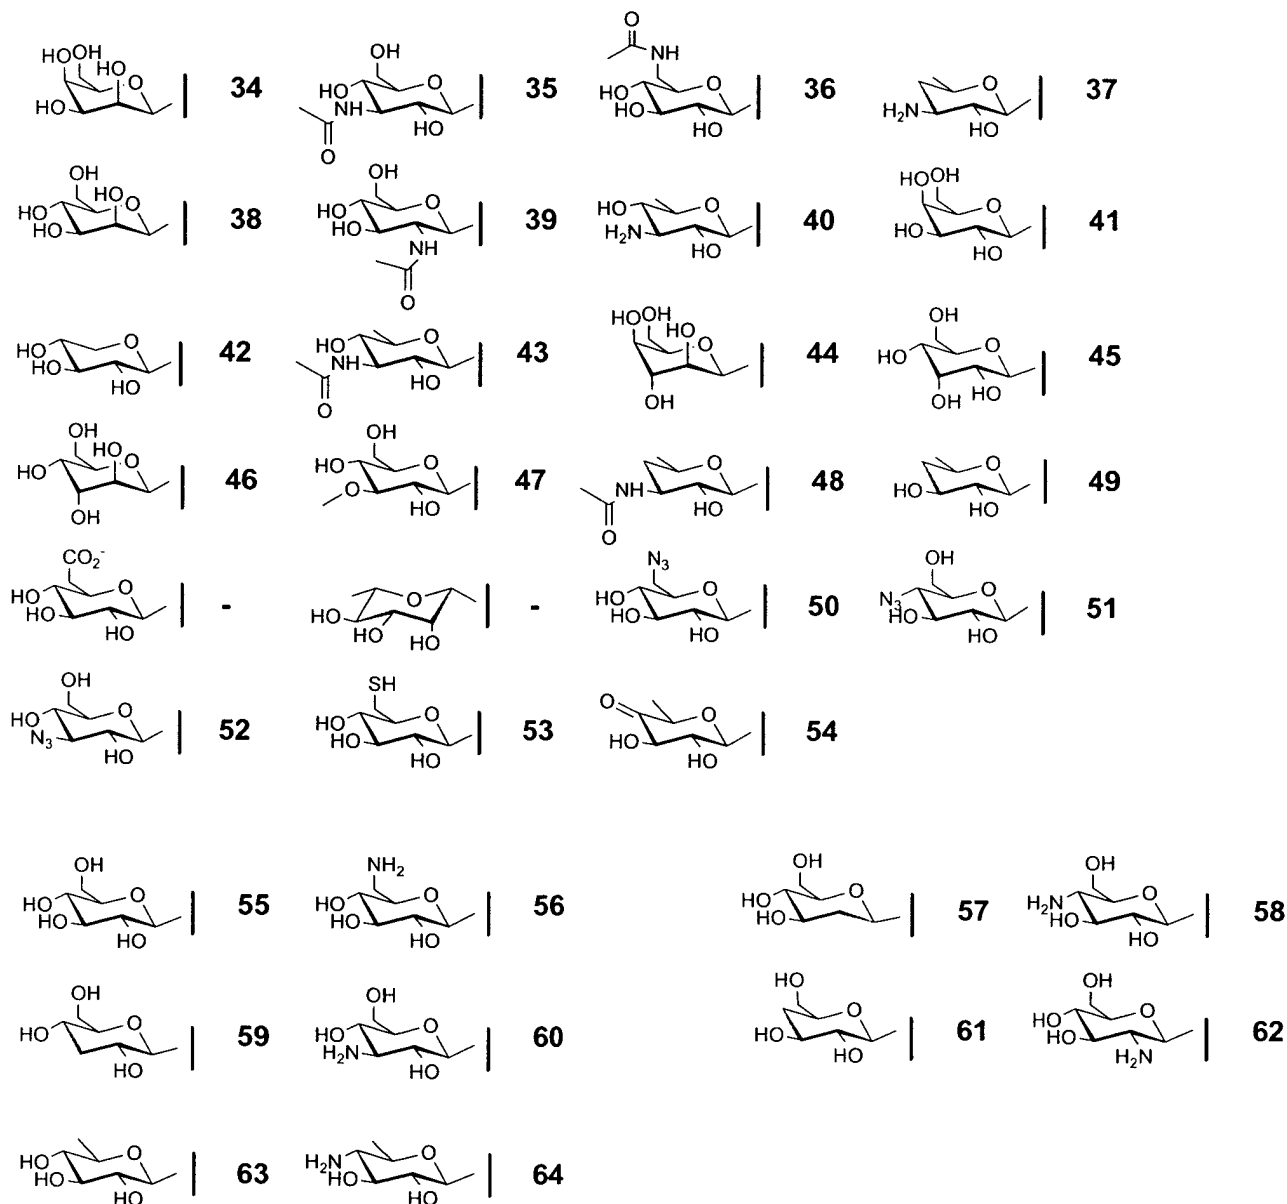 O
HO OH HO O 34
HO
OH
HO O 35
NH HO
O
NH
HO O 36
HO HO
O 37
H2N HO
OH
HO O 38
HO HO
OH
HO O 39
HO NH
O
HO O 40
H2N HO
HO OH O 41
HO HO
HO O 42
HO HO
HO O 43
NH HO
O
HO OH HO O 44
OH
OH
HO O 45
OH HO
OH
HO HO O 46
OH
OH
HO O 47
O HO
O 48
NH HO
O
O 49
HO HO
CO2-
HO O -
HO HO
O -
HO HO HO
N3
HO O 50
HO HO
OH
N3 O 51
HO HO
OH
HO O 52
N3 HO
SH
HO O 53
HO HO
O O 54
HO HO
OH
HO O 55
HO HO
NH2
HO O 56
HO HO
OH
HO O 57
HO
OH
H2N O 58
HO HO
OH
HO O 59
HO
OH
HO O 60
H2N HO
HO O 61
HO HO
OH
HO O 62
HO H2N
HO O 63
HO HO
H2N O 64
HO HO